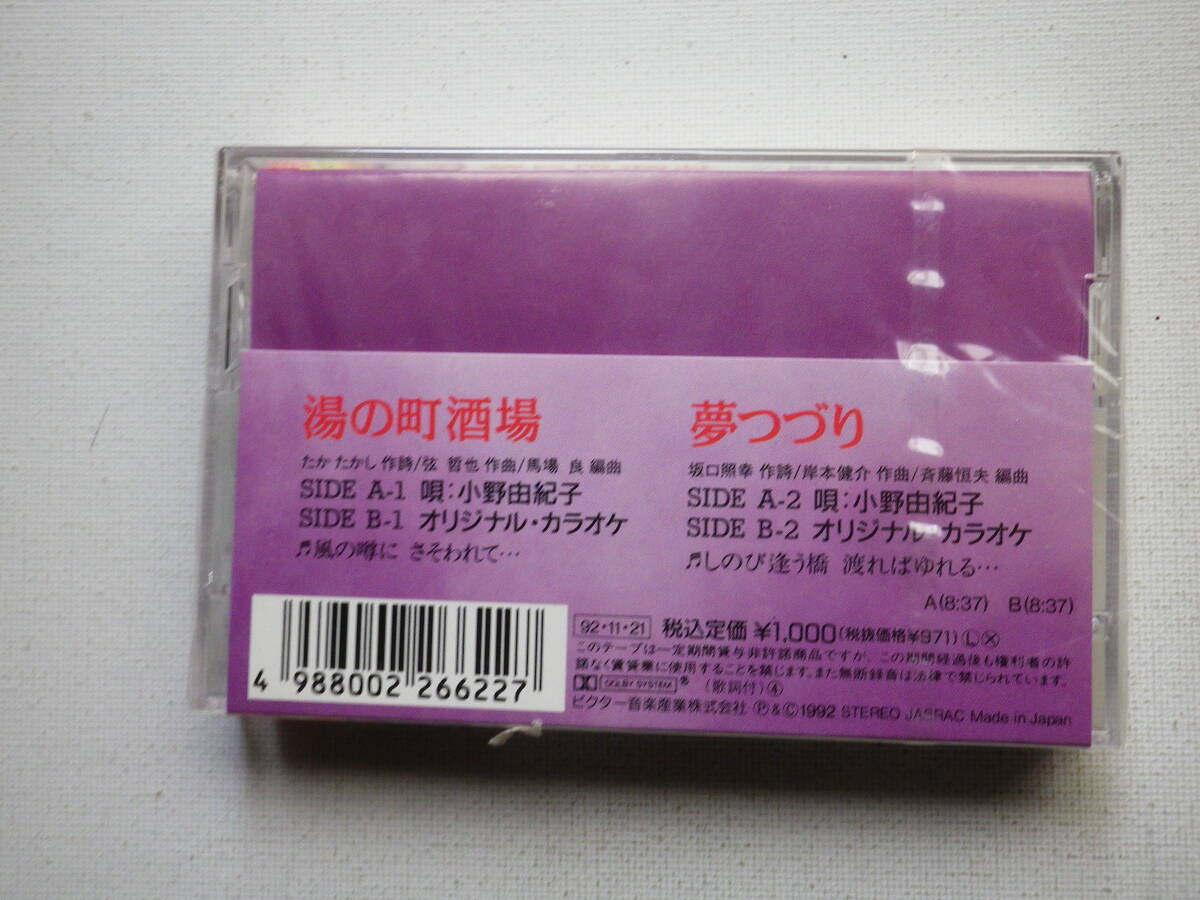 湯の町酒場
たか たかし 作詩/弦 哲也 作曲/馬場 良 編曲
SIDE A-1 唄:小野由紀子
SIDE B-1 オリジナル・カラオケ
♬風の噂に さそわれて…
夢つづり
坂口照幸 作詩/岸本健介 作曲/斉藤恒夫 編曲
SIDE A-2 唄:小野由紀子
SIDE B-2 オリジナル・カラオケ
♬しのび逢う橋 渡ればゆれる…
A(8:37) B(8:37)
4 988002 266227
92・11・21 税込定価 ¥1,000(税抜価格¥971)Ⓛ Ⓧ
このテープは一定期間貸与非許諾商品ですが、この期間経過後も権利者の許
諾なく賃貸業に使用することを禁じます。また無断録音は法律で禁じられています。
DOLBY SYSTEM ® (歌詞付)④
ビクター音楽産業株式会社 Ⓟ&Ⓒ1992 STEREO JASRAC Made in Japan